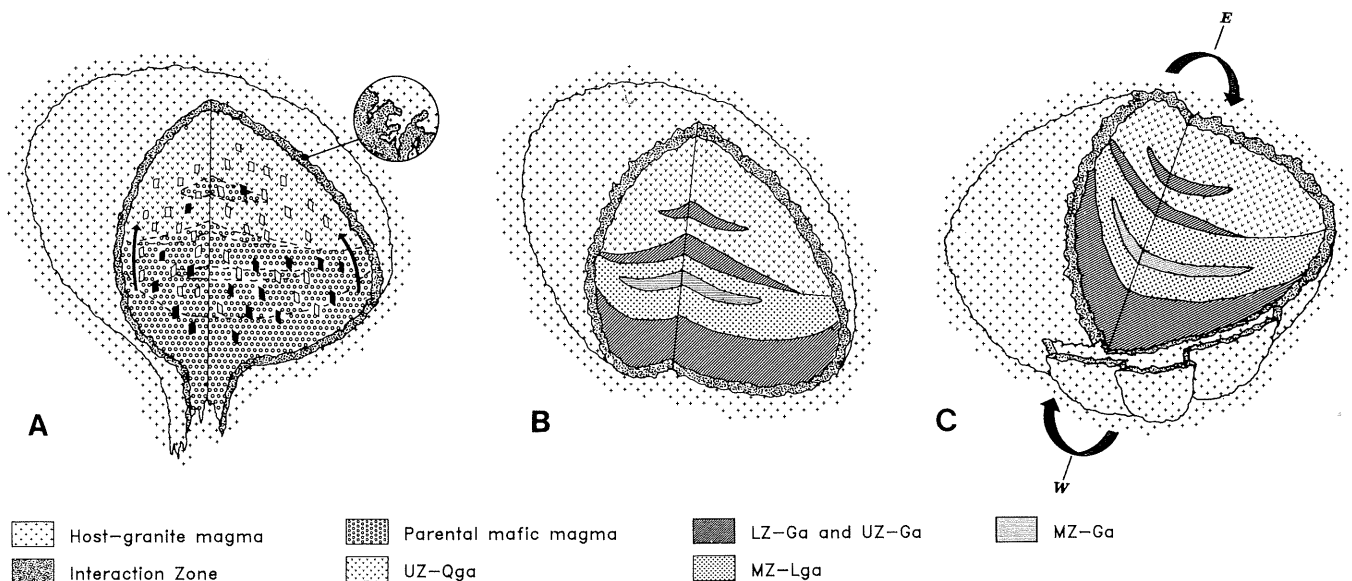 E
A
B
C
W
Host-granite magma
Parental mafic magma
LZ-Ga and UZ-Ga
MZ-Ga
Interaction Zone
UZ-Qga
MZ-Lga